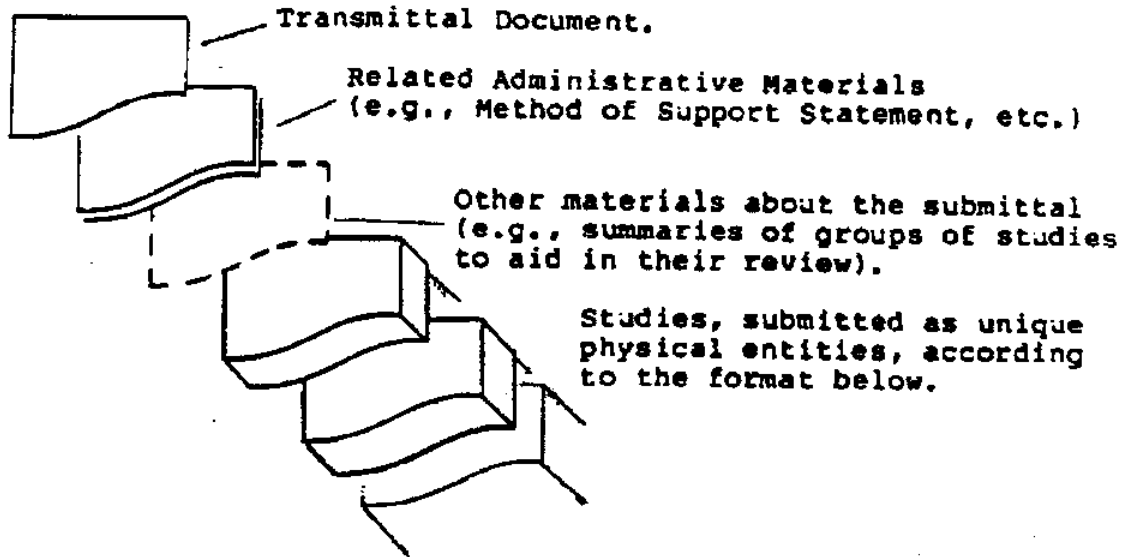 Transmittal Document.
Related Administrative Materials
(e.g., Method of Support Statement, etc.)
Other materials about the submittal
(e.g., summaries of groups of studies
to aid in their review).
Studies, submitted as unique
physical entities, according
to the format below.